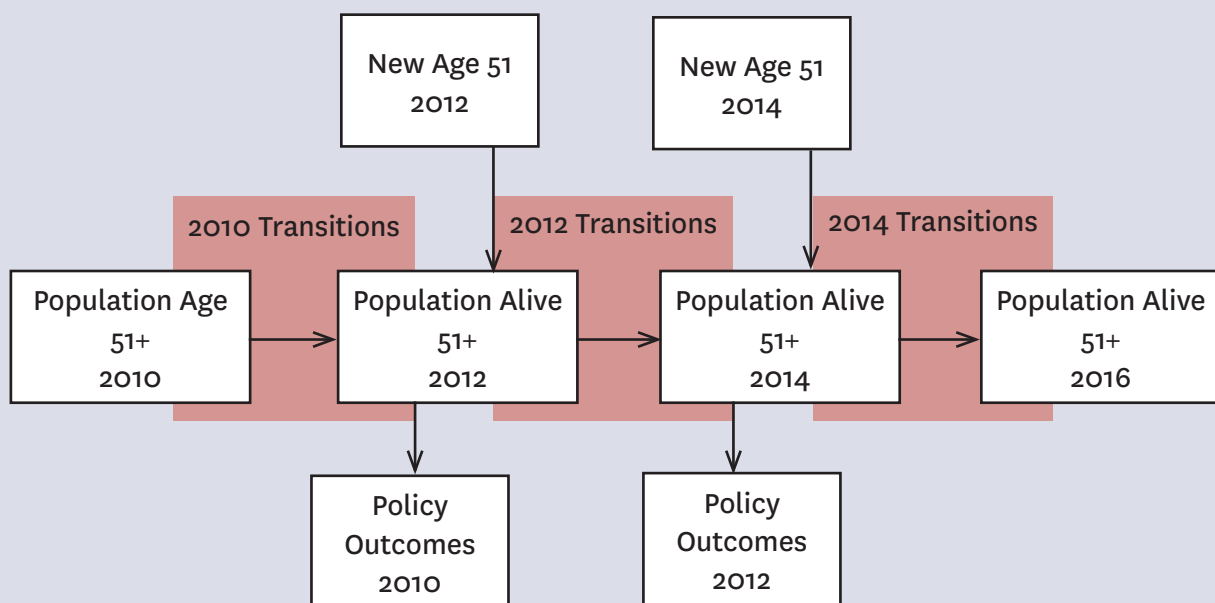 New Age 51
2012
New Age 51
2014
2010 Transitions
2012 Transitions
2014 Transitions
Population Age
51+
2010
Population Alive
51+
2012
Population Alive
51+
2014
Population Alive
51+
2016
Policy
Outcomes
2010
Policy
Outcomes
2012